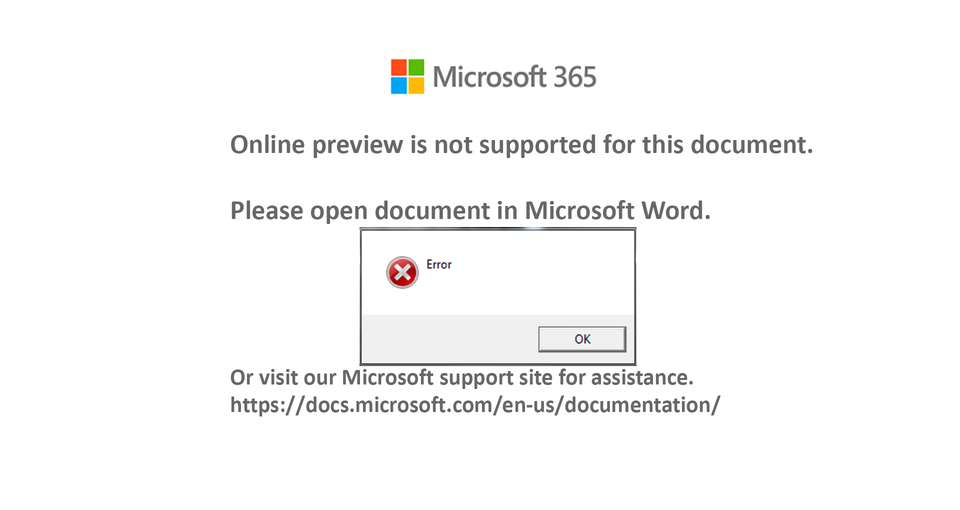 Microsoft 365
Online preview is not supported for this document.
Please open document in Microsoft Word.
Error
OK
Or visit our Microsoft support site for assistance.
https://docs.microsoft.com/en-us/documentation/